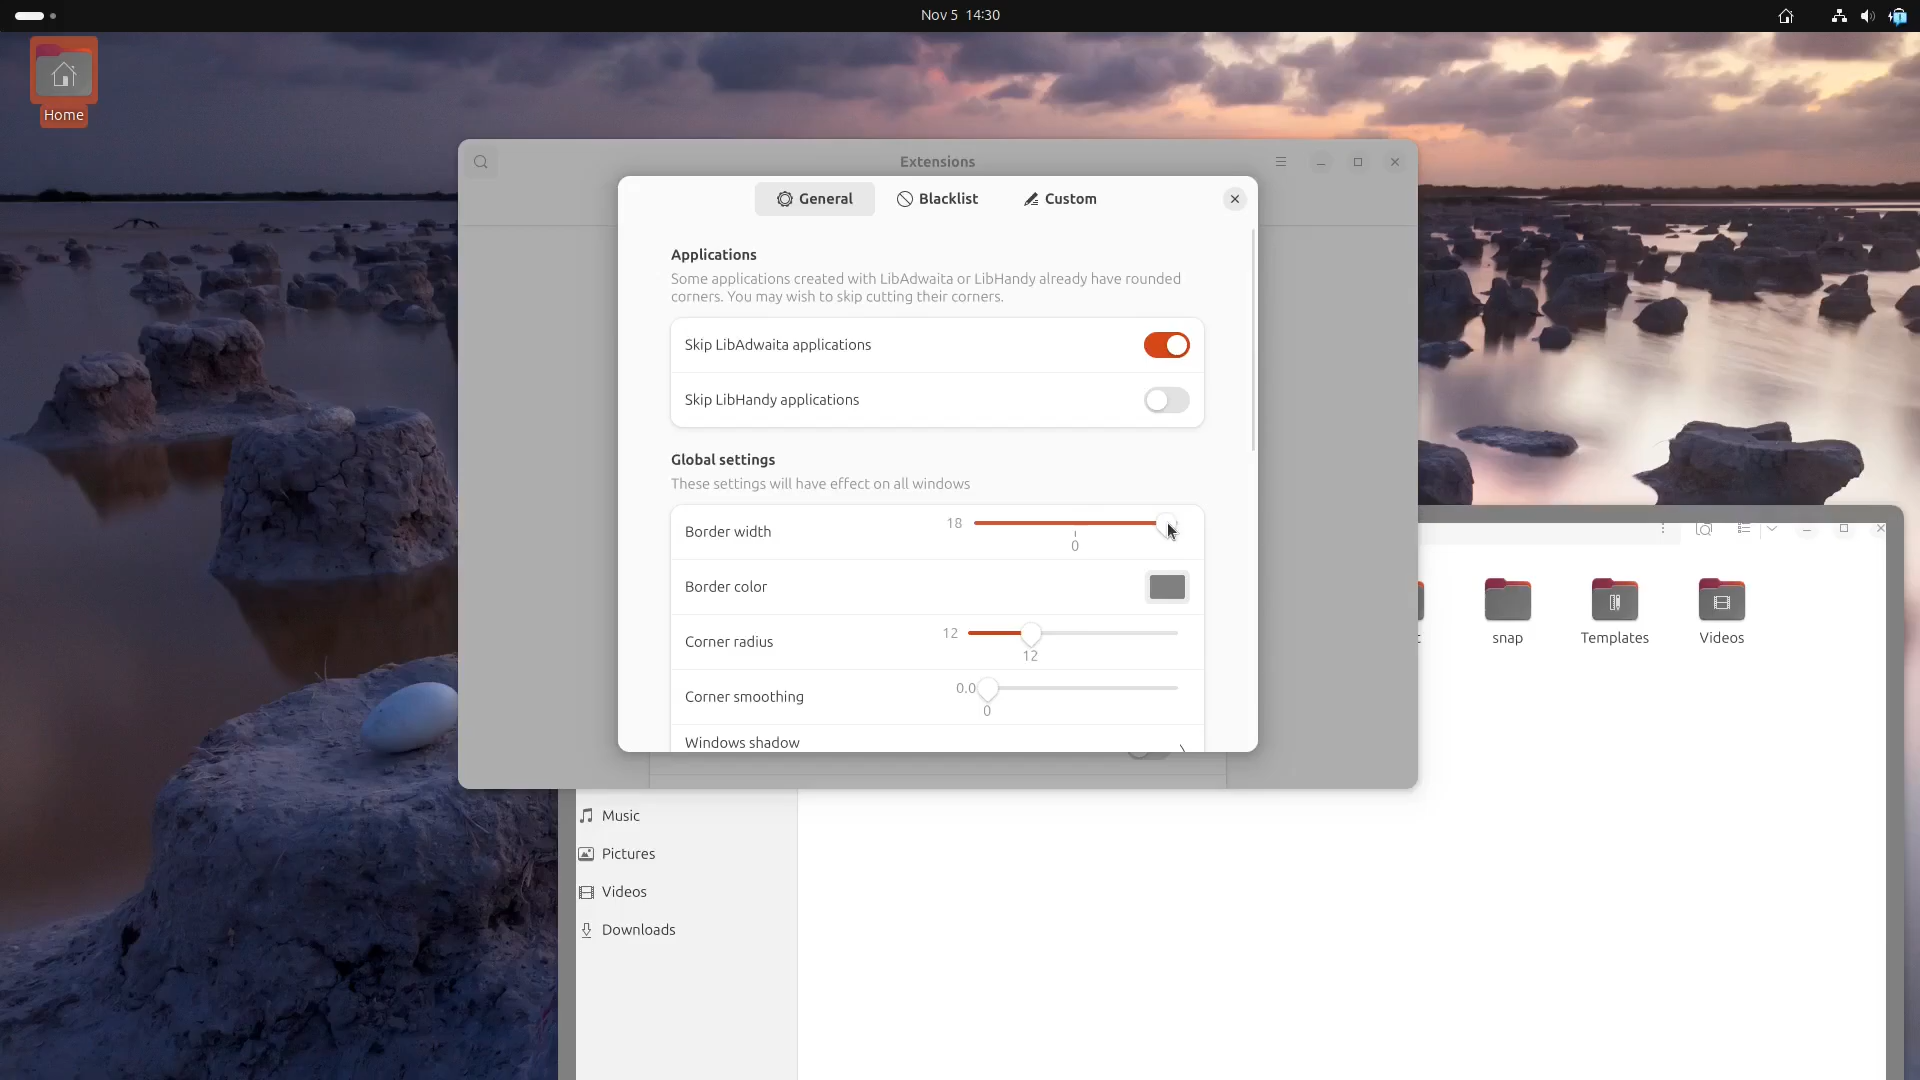 Nov 5 14:30
Home
Extensions
General
Blacklist
Custom
Applications
Some applications created with LibAdwaita or LibHandy already have rounded
corners. You may wish to skip cutting their corners.
Skip LibAdwaita applications
Skip LibHandy applications
Global settings
These settings will have effect on all windows
Border width
18
0
Border color
Corner radius
12
12
Corner smoothing
0.0
0
Windows shadow
snap
Templates
Videos
Music
Pictures
Videos
Downloads